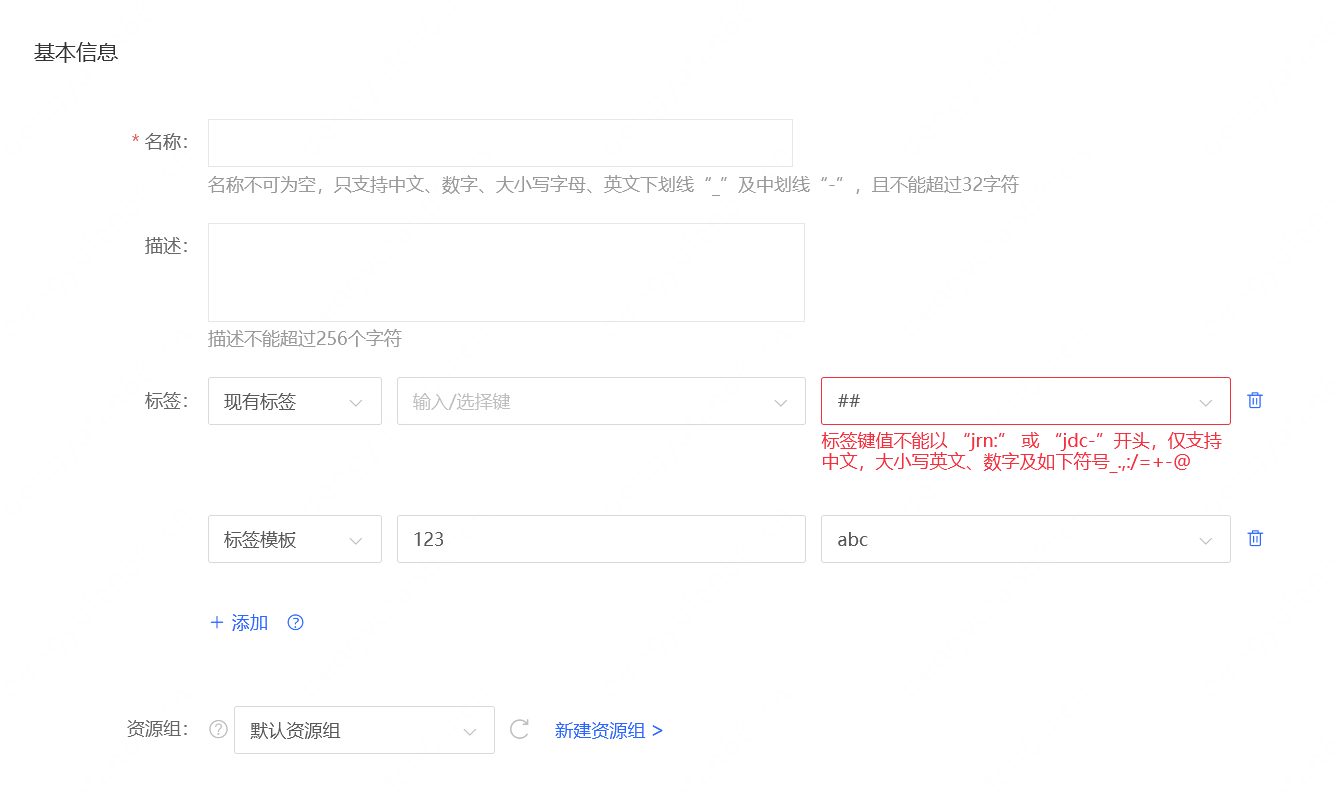 基本信息
* 名称：
名称不可为空，只支持中文、数字、大小写字母、英文下划线“_”及中划线“-”，且不能超过32字符
描述：
描述不能超过256个字符
标签： 现有标签 输入/选择键 ##
标签键值不能以 “jrn:” 或 “jdc-”开头，仅支持
中文，大小写英文、数字及如下符号_.,:/=+-@
标签模板 123 abc
+ 添加 ?
资源组： ? 默认资源组 新建资源组 >